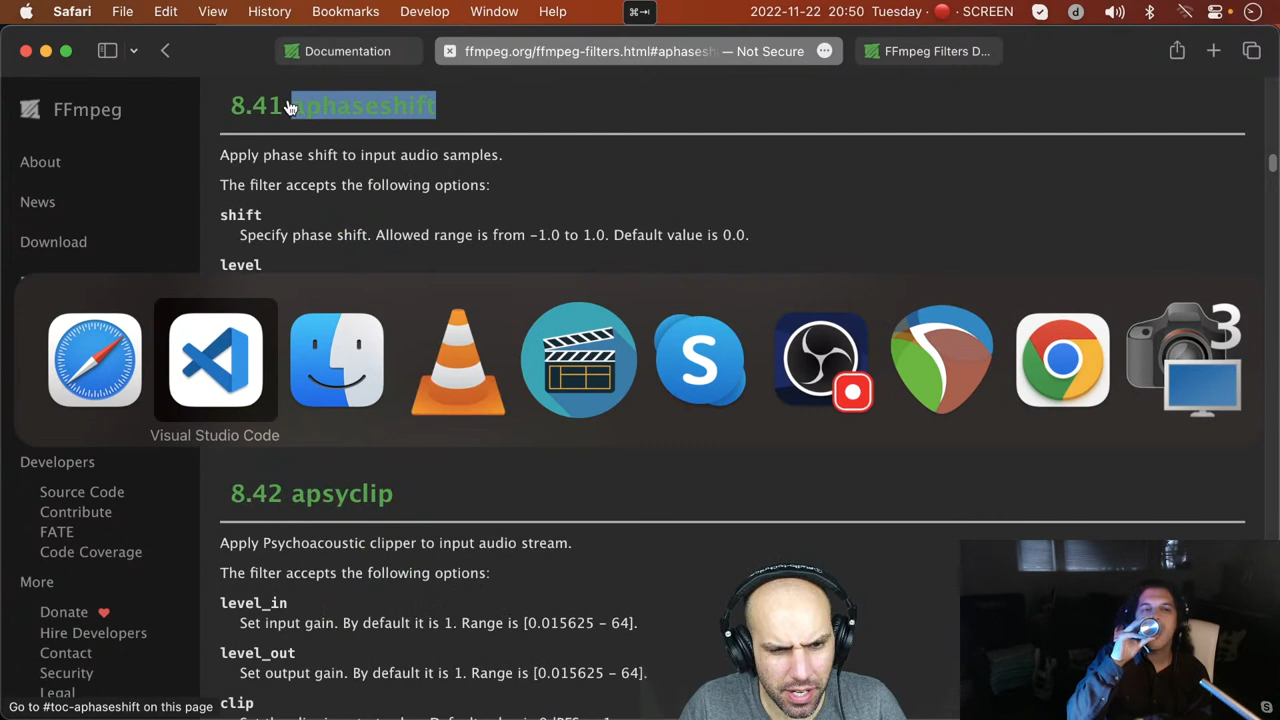 Safari File Edit View History Bookmarks Develop Window Help 2022-11-22 20:50 Tuesday SCREEN
Documentation
ffmpeg.org/ffmpeg-filters.html#aphaseshi — Not Secure
FFmpeg Filters D...
FFmpeg
About
News
Download
8.41 aphaseshift
Apply phase shift to input audio samples.
The filter accepts the following options:
shift
Specify phase shift. Allowed range is from -1.0 to 1.0. Default value is 0.0.
level
3
S
Visual Studio Code
Developers
Source Code
Contribute
FATE
Code Coverage
More
Donate
Hire Developers
Contact
Security
Legal
8.42 apsyclip
Apply Psychoacoustic clipper to input audio stream.
The filter accepts the following options:
level_in
Set input gain. By default it is 1. Range is [0.015625 - 64].
level_out
Set output gain. By default it is 1. Range is [0.015625 - 64].
clip
Go to #toc-aphaseshift on this page